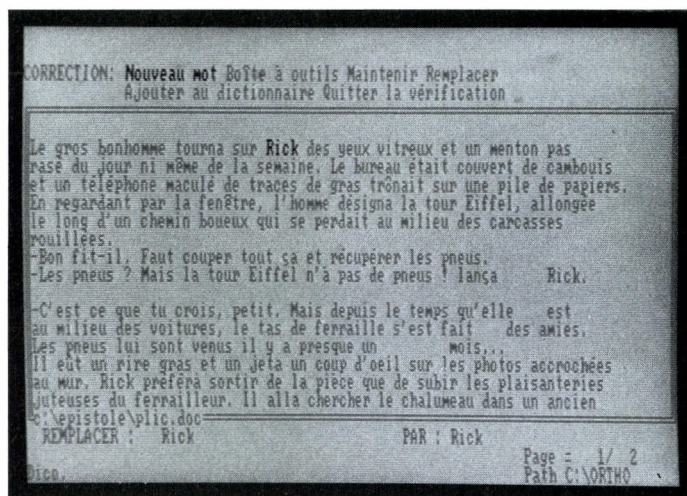 CORRECTION: Nouveau mot Boîte à outils Maintenir Remplacer
Ajouter au dictionnaire Quitter la vérification
Le gros bonhomme tourna sur Rick des yeux vitreux et un menton pas
rasé du jour ni même de la semaine. Le bureau était couvert de cambouis
et un téléphone maculé de traces de gras trônait sur une pile de papiers.
En regardant par la fenêtre, l'homme désigna la tour Eiffel, allongée
le long d'un chemin boueux qui se perdait au milieu des carcasses
rouillées.
-Bon fit-il. Faut couper tout ça et récupérer les pneus.
-Les pneus ? Mais la tour Eiffel n'à pas de pneus ! lança Rick.
-C'est ce que tu crois, petit. Mais depuis le temps qu'elle est
au milieu des voitures, le tas de ferraille s'est fait des amies.
Les pneus lui sont venus il y a presque un mois...
Il eût un rire gras et un jeta un coup d'oeil sur les photos accrochées
au mur. Rick préféra sortir de la pièce que de subir les plaisanteries
juteuses du ferrailleur. Il alla chercher le chalumeau dans un ancien
c:\epistole\plic.doc
REMPLACER : Rick PAR : Rick
Page = 1/ 2
Dico. Path C:\ORTHO